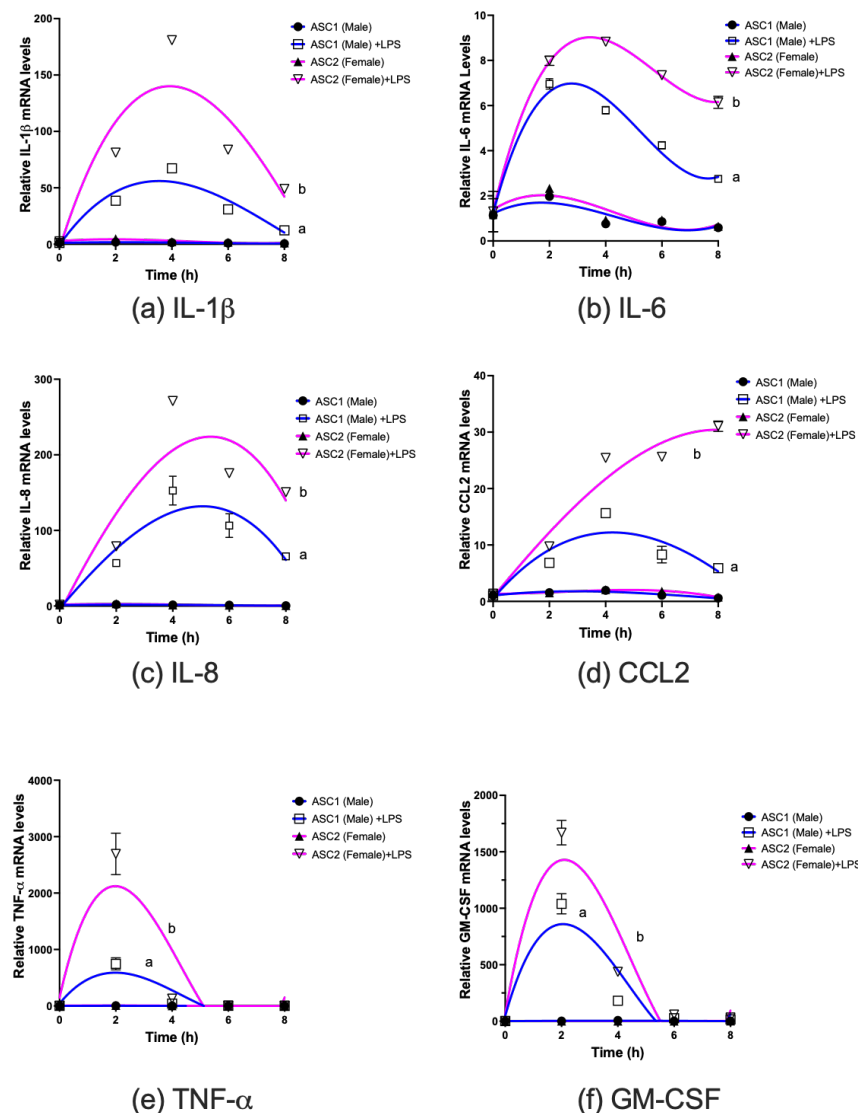 Relative IL-1 β mRNA levels
200
150
100
50
0
0 2 4 6 8
Time (h)
ASC1 (Male)
ASC1 (Male) +LPS
ASC2 (Female)
ASC2 (Female)+LPS
b
a
(a) IL-1β
Relative IL-6 mRNA Levels
10
8
6
4
2
0
0 2 4 6 8
Time (h)
ASC1 (Male)
ASC1 (Male) +LPS
ASC2 (Female)
ASC2 (Female)+LPS
b
a
(b) IL-6
Relative IL-8 mRNA levels
300
200
100
0
0 2 4 6 8
Time (h)
ASC1 (Male)
ASC1 (Male) +LPS
ASC2 (Female)
ASC2 (Female)+LPS
b
a
(c) IL-8
Relative CCL2 mRNA levels
40
30
20
10
0
0 2 4 6 8
Time (h)
ASC1 (Male)
ASC1 (Male) +LPS
ASC2 (Female)
ASC2 (Female)+LPS
b
a
(d) CCL2
Relative TNF-α mRNA levels
4000
3000
2000
1000
0
0 2 4 6 8
Time (h)
ASC1 (Male)
ASC1 (Male) +LPS
ASC2 (Female)
ASC2 (Female)+LPS
b
a
(e) TNF-α
Relative GM-CSF mRNA levels
2000
1500
1000
500
0
0 2 4 6 8
Time (h)
ASC1 (Male)
ASC1 (Male) +LPS
ASC2 (Female)
ASC2 (Female)+LPS
a
b
(f) GM-CSF